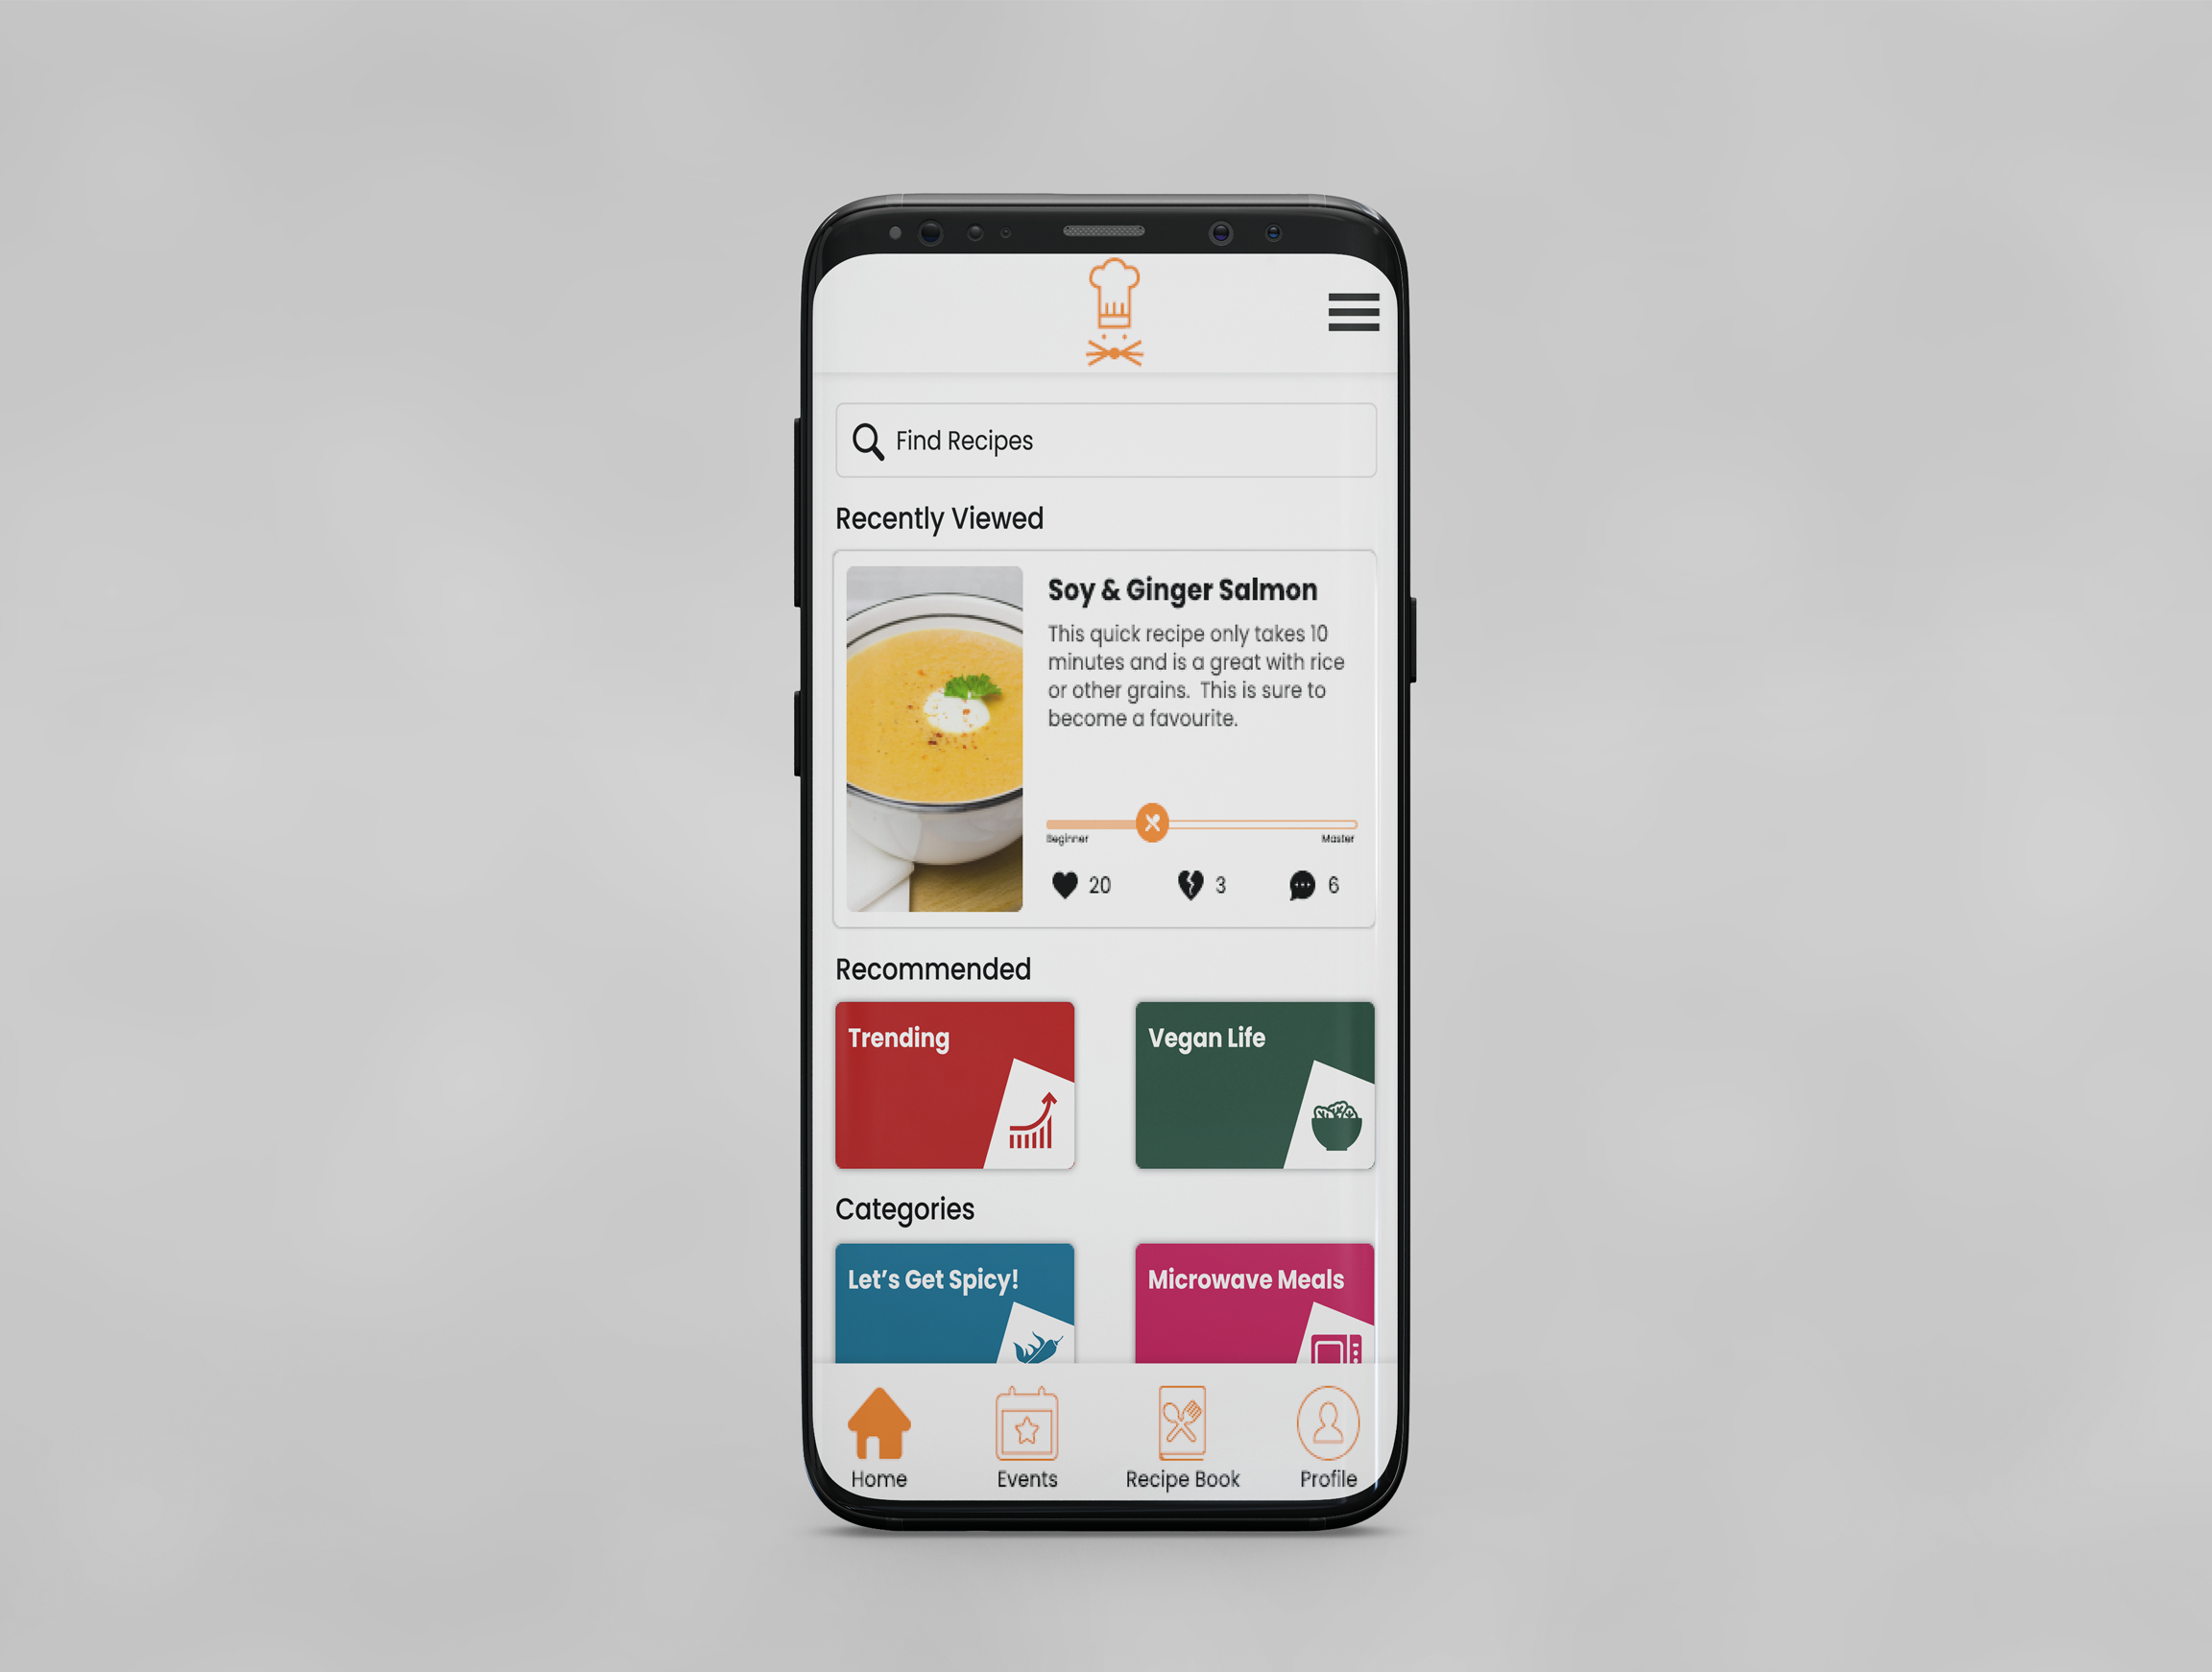 Find Recipes
Recently Viewed
Soy & Ginger Salmon
This quick recipe only takes 10
minutes and is a great with rice
or other grains. This is sure to
become a favourite.
Beginner
Master
20
3
6
Recommended
Trending
Vegan Life
Categories
Let's Get Spicy!
Microwave Meals
Home
Events
Recipe Book
Profile